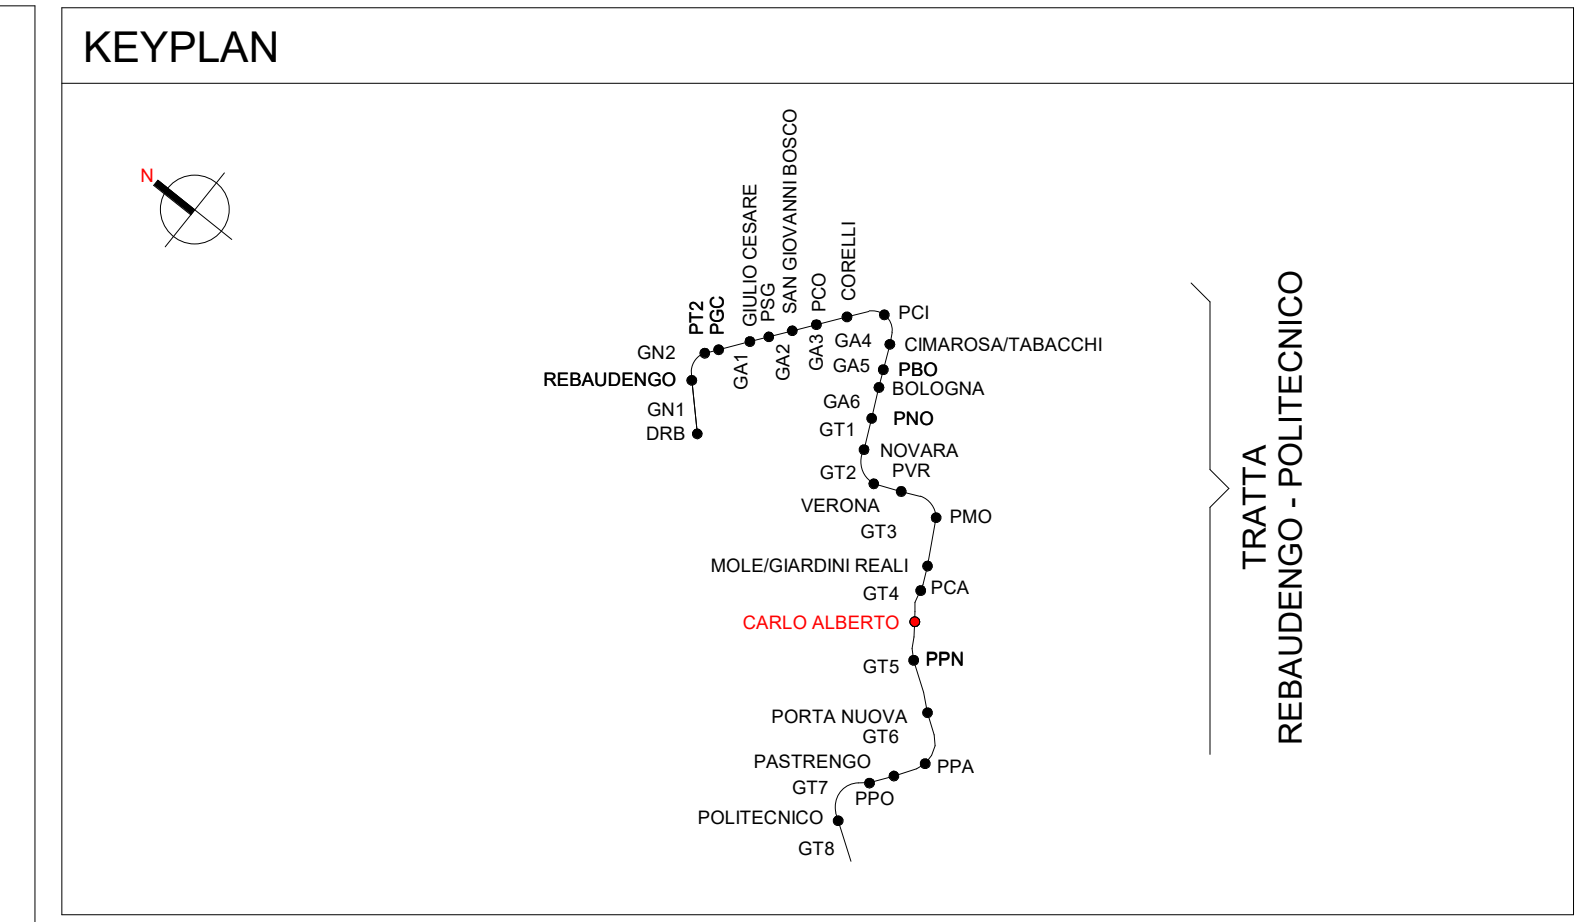 KEYPLAN
N
SAN GIOVANNI BOSCO
GIULIO CESARE
CORELLI
PCO
PSG
PT2
PGC
PCI
GN2
GA1
GA2
GA3
GA4
CIMAROSA/TABACCHI
GA5
PBO
REBAUDENGO
BOLOGNA
GN1
GA6
PNO
DRB
GT1
NOVARA
GT2
PVR
VERONA
PMO
GT3
MOLE/GIARDINI REALI
GT4
PCA
CARLO ALBERTO
GT5
PPN
PORTA NUOVA
GT6
PASTRENGO
PPA
GT7
PPO
POLITECNICO
GT8
TRATTA
REBAUDENGO - POLITECNICO